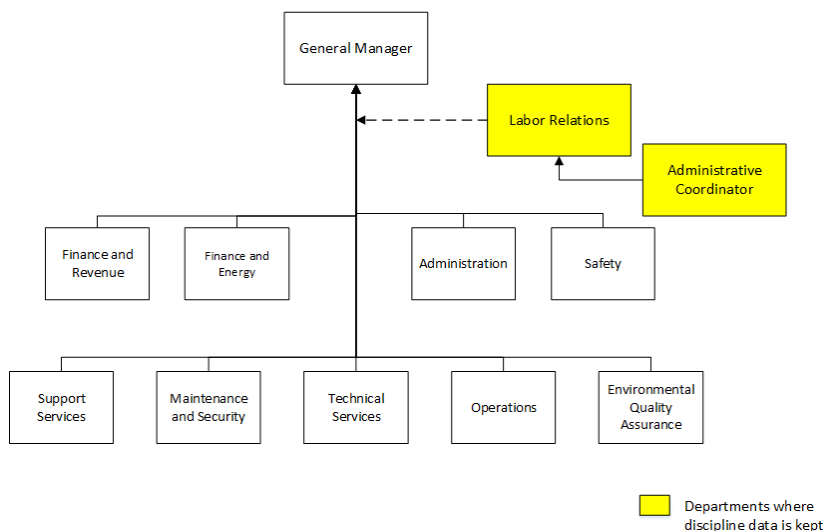 General Manager
Labor Relations
Administrative
Coordinator
Finance and
Revenue
Finance and
Energy
Administration
Safety
Support
Services
Maintenance
and Security
Technical
Services
Operations
Environmental
Quality
Assurance
Departments where
discipline data is kept